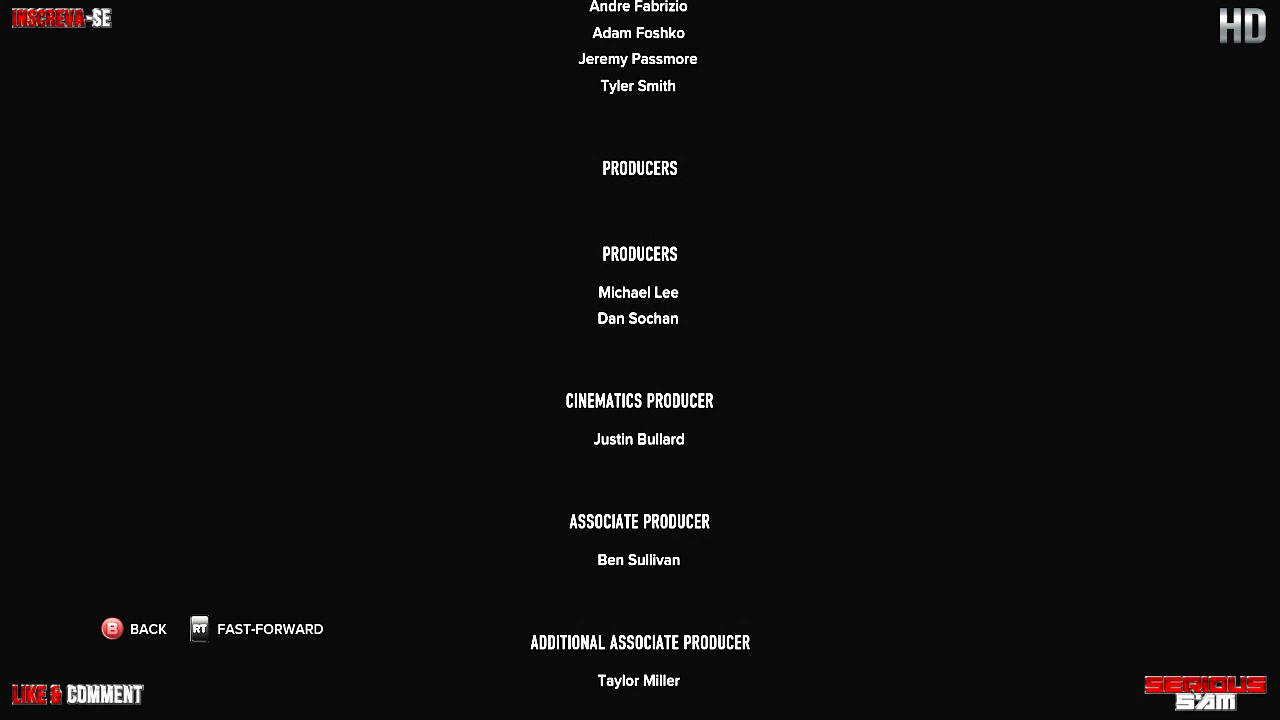 INSCREVA-SE
HD
Andre Fabrizio
Adam Foshko
Jeremy Passmore
Tyler Smith
PRODUCERS
PRODUCERS
Michael Lee
Dan Sochan
CINEMATICS PRODUCER
Justin Bullard
ASSOCIATE PRODUCER
Ben Sullivan
B BACK RT FAST-FORWARD
ADDITIONAL ASSOCIATE PRODUCER
Taylor Miller
LIKE & COMMENT
SERIOUS
S'AM